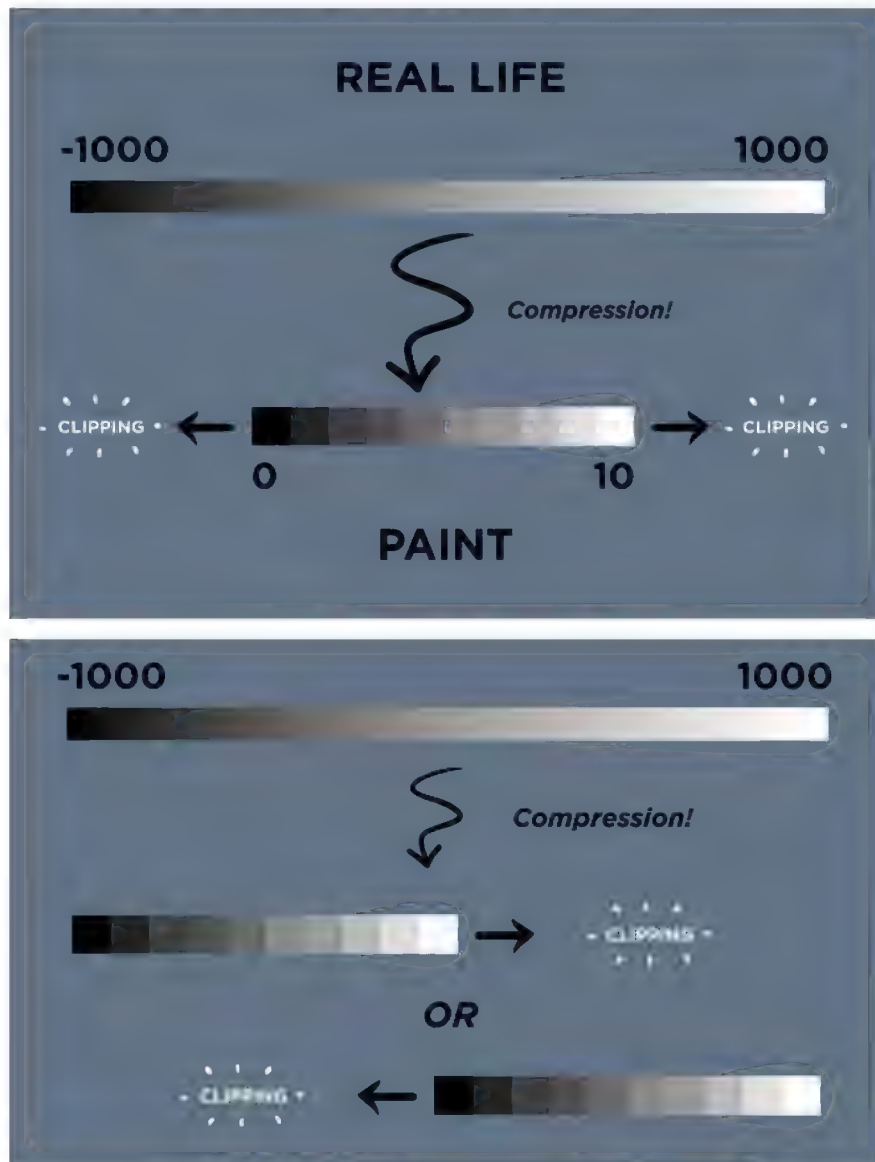 REAL LIFE
-1000 1000
Compression!
CLIPPING CLIPPING
0 10
PAINT
-1000 1000
Compression!
CLIPPING
OR
CLIPPING